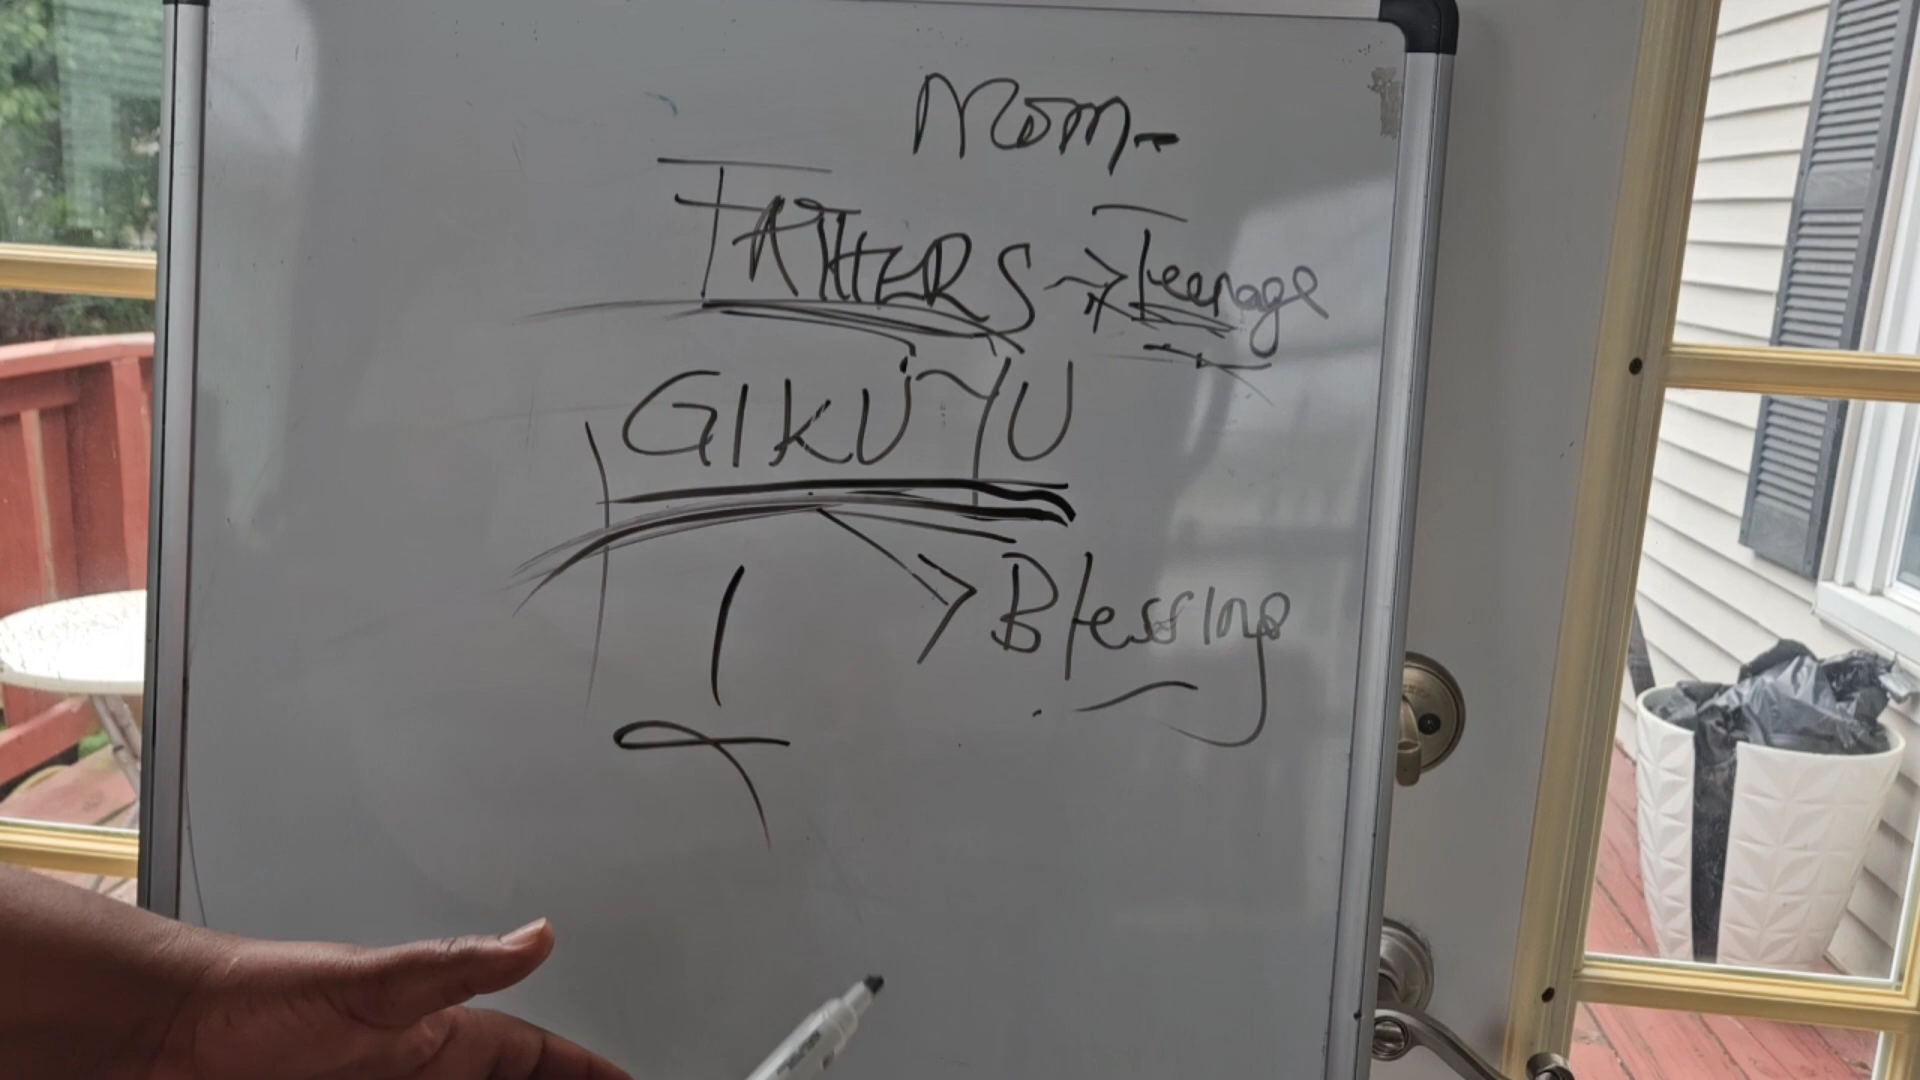 Mom-
FATHERS → Teenage
GIKUYU
> Blessing